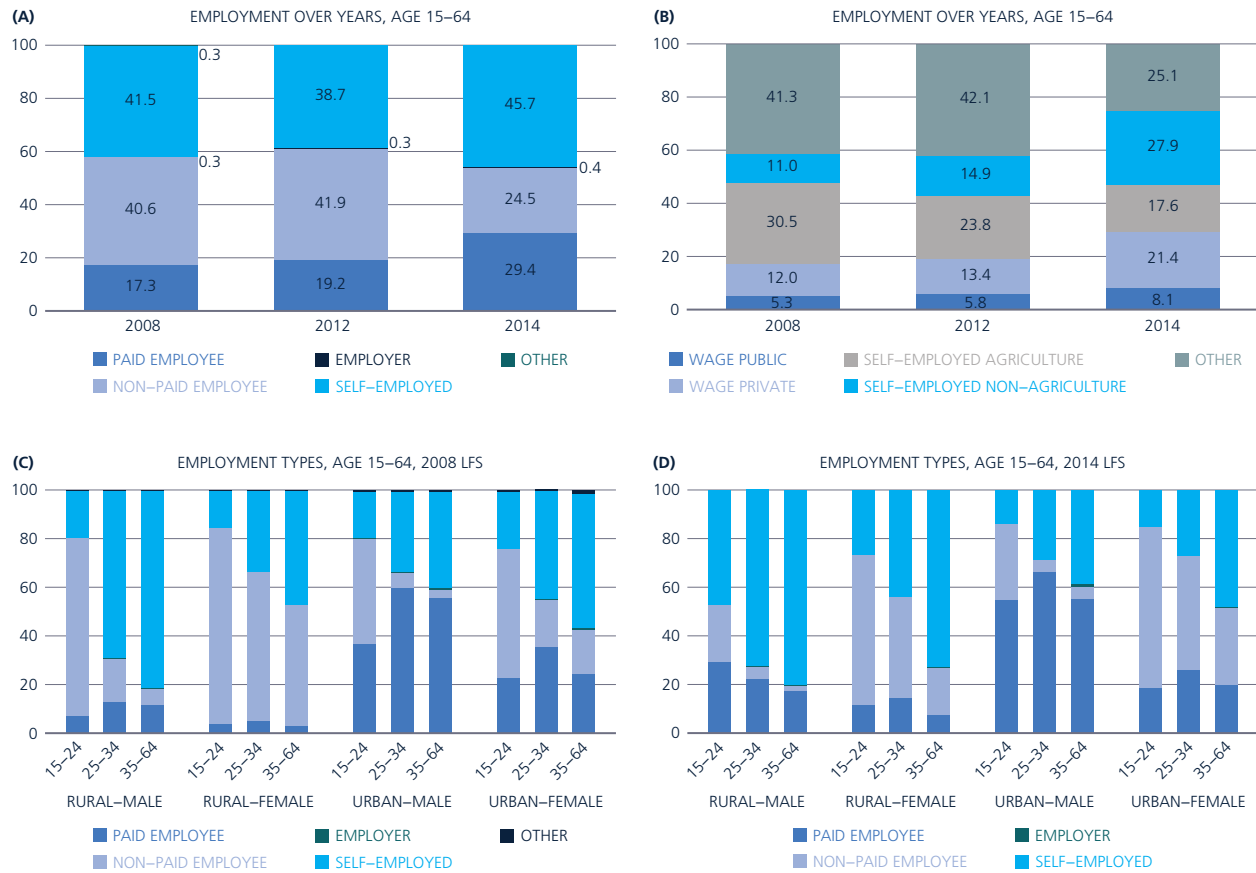 (A) EMPLOYMENT OVER YEARS, AGE 15–64
100
80
60
40
20
0
0.3
41.5
0.3
40.6
17.3
38.7
0.3
41.9
19.2
45.7
0.4
24.5
29.4
2008 2012 2014
PAID EMPLOYEE EMPLOYER OTHER
NON–PAID EMPLOYEE SELF–EMPLOYED
(B) EMPLOYMENT OVER YEARS, AGE 15–64
100
80
60
40
20
0
41.3
11.0
30.5
12.0
5.3
42.1
14.9
23.8
13.4
5.8
25.1
27.9
17.6
21.4
8.1
2008 2012 2014
WAGE PUBLIC SELF–EMPLOYED AGRICULTURE OTHER
WAGE PRIVATE SELF–EMPLOYED NON–AGRICULTURE
(C) EMPLOYMENT TYPES, AGE 15–64, 2008 LFS
100
80
60
40
20
0
15–24 25–34 35–64 15–24 25–34 35–64 15–24 25–34 35–64 15–24 25–34 35–64
RURAL–MALE RURAL–FEMALE URBAN–MALE URBAN–FEMALE
PAID EMPLOYEE EMPLOYER OTHER
NON–PAID EMPLOYEE SELF–EMPLOYED
(D) EMPLOYMENT TYPES, AGE 15–64, 2014 LFS
100
80
60
40
20
0
15–24 25–34 35–64 15–24 25–34 35–64 15–24 25–34 35–64 15–24 25–34 35–64
RURAL–MALE RURAL–FEMALE URBAN–MALE URBAN–FEMALE
PAID EMPLOYEE EMPLOYER
NON–PAID EMPLOYEE SELF–EMPLOYED